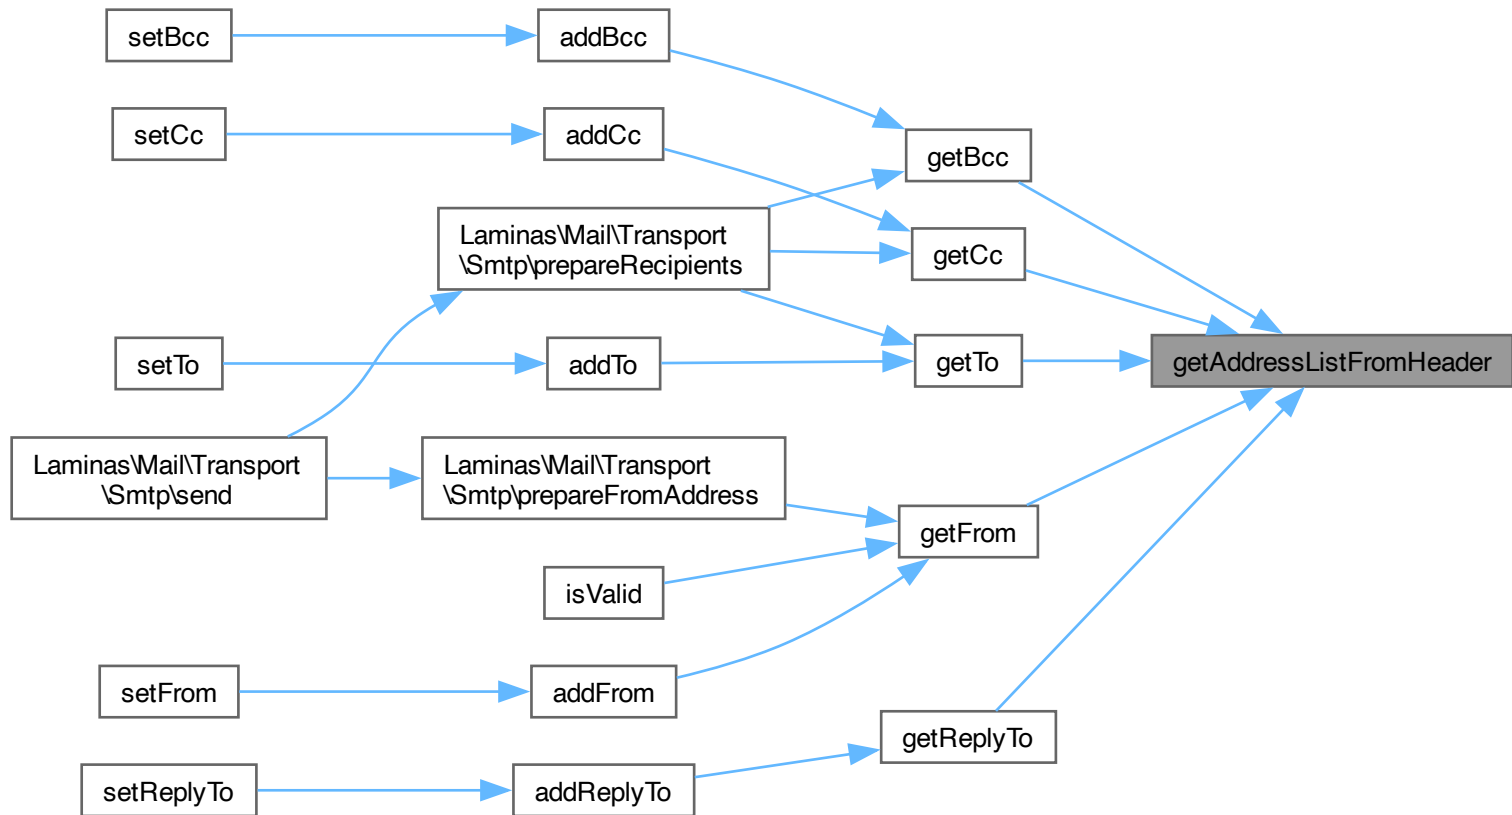 setBcc
addBcc
setCc
addCc
getBcc
Laminas\Mail\Transport
\Smtp\prepareRecipients
getCc
setTo
addTo
getTo
getAddressListFromHeader
Laminas\Mail\Transport
\Smtp\send
Laminas\Mail\Transport
\Smtp\prepareFromAddress
getFrom
isValid
setFrom
addFrom
getReplyTo
setReplyTo
addReplyTo